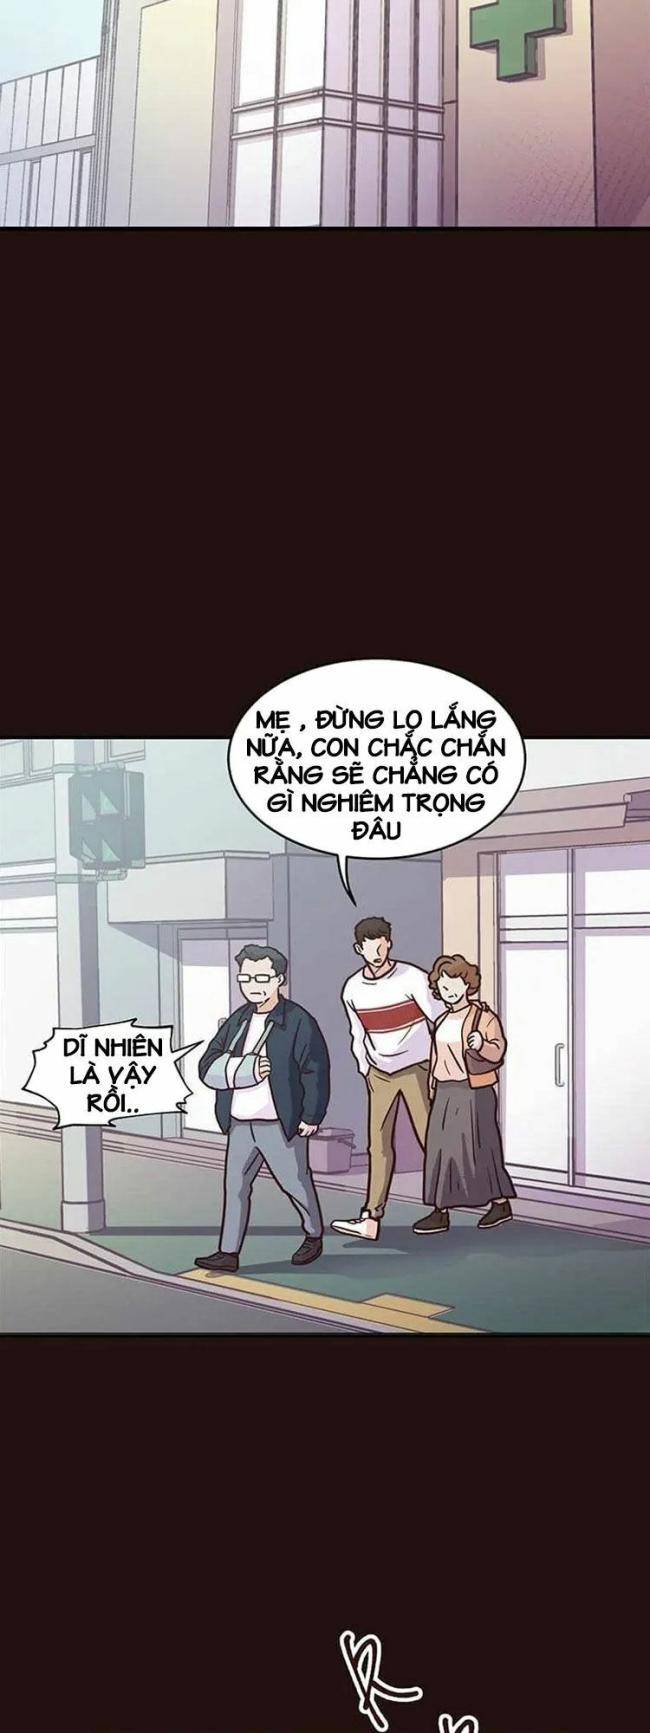 MẸ , ĐỪNG LO LẮNG
NỮA, CON CHẮC CHẮN
RẰNG SẼ CHẲNG CÓ
GÌ NGHIÊM TRỌNG
ĐÂU
DĨ NHIÊN
LÀ VẬY
RỒI..
R